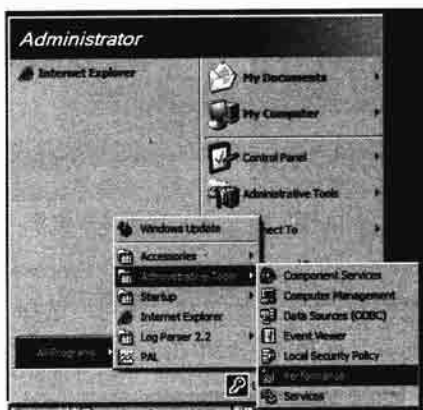 Administrator
Internet Explorer
My Documents
My Computer
Control Panel
Administrative Tools
Windows Update
Accessories
Administrative Tools
Startup
Internet Explorer
Log Parser 2.2
PAL
All Programs
Component Services
Computer Management
Data Sources (ODBC)
Event Viewer
Local Security Policy
Performance
Services